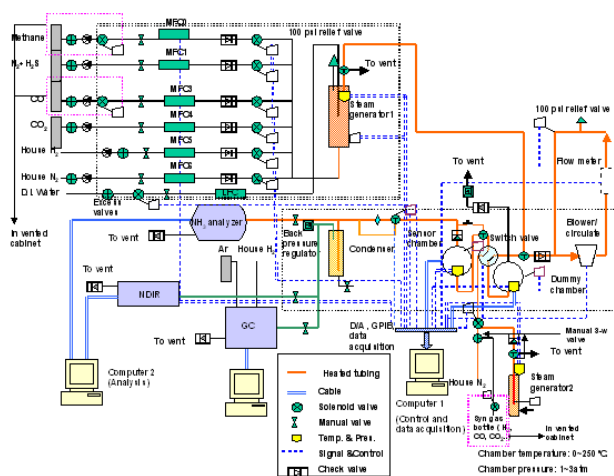 MFC0
Methane
100 psi relief valve
MFC1
N2+ H2S
To vent
MFC3
CO
Steam
generator1
MFC4
CO2
100 psi relief valve
MFC5
House
MFC6
To vent
Flow meter
House N2
D.I. Water
LFC
valves
In vented
cabinet
NH3 analyzer
To vent
Back
pressure
regulator
Condenser
Sensor
chamber
Switch valve
Blower/
circulate
Ar
House H2
To vent
Dummy
chamber
NDIR
GC
D/A , GPIB,
data
acquisition
Manual 3-w
valve
To vent
To vent
Computer 2
(Analysis)
Heated tubing
Cable
Solenoid valve
Manual valve
Temp. & Pres.
Signal &Control
Check valve
Computer 1
(Control and
data acquisition)
House N2
Steam
generator2
Syn gas
bottle ( H
CO, CO2
In vented
cabinet
Chamber temperature: 0~250 °C
Chamber pressure: 1~3atm